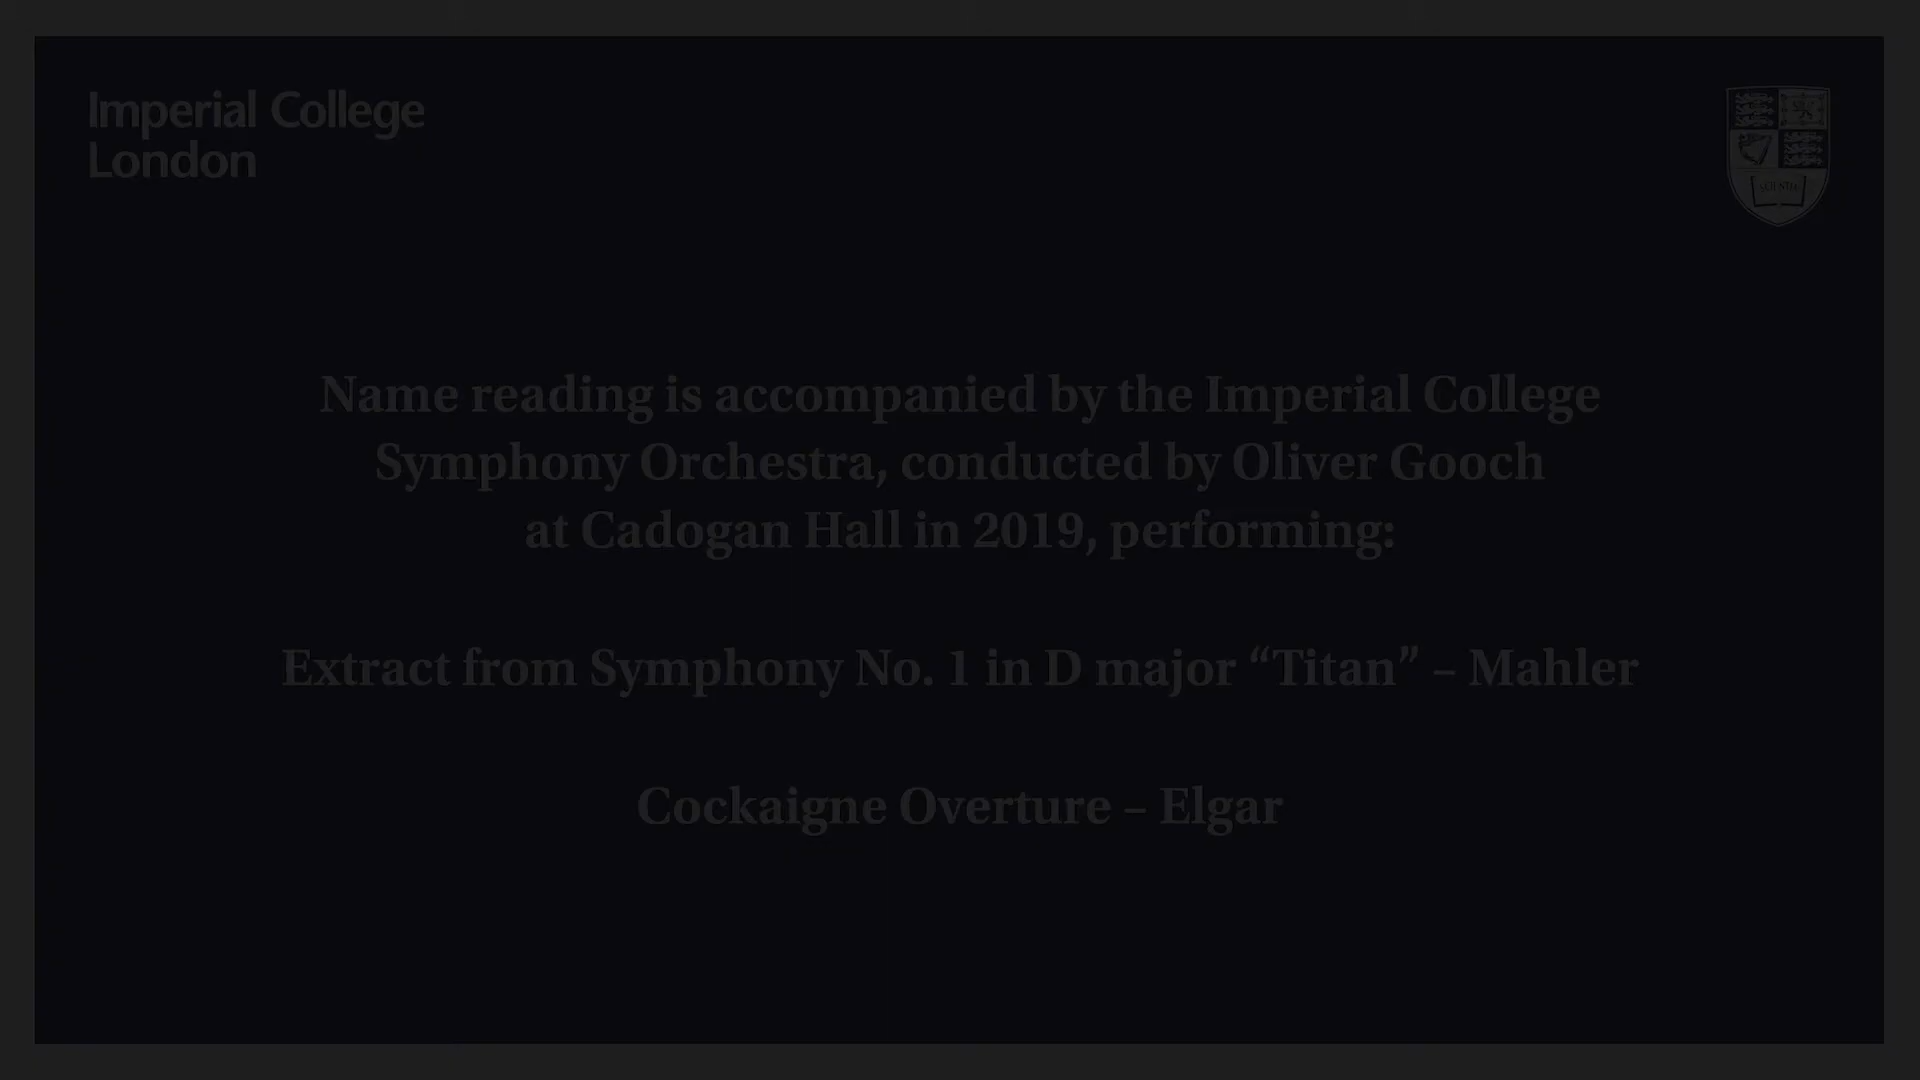 Imperial College
London
SCIENTIA
Name reading is accompanied by the Imperial College
Symphony Orchestra, conducted by Oliver Gooch
at Cadogan Hall in 2019, performing:
Extract from Symphony No. 1 in D major “Titan” – Mahler
Cockaigne Overture – Elgar